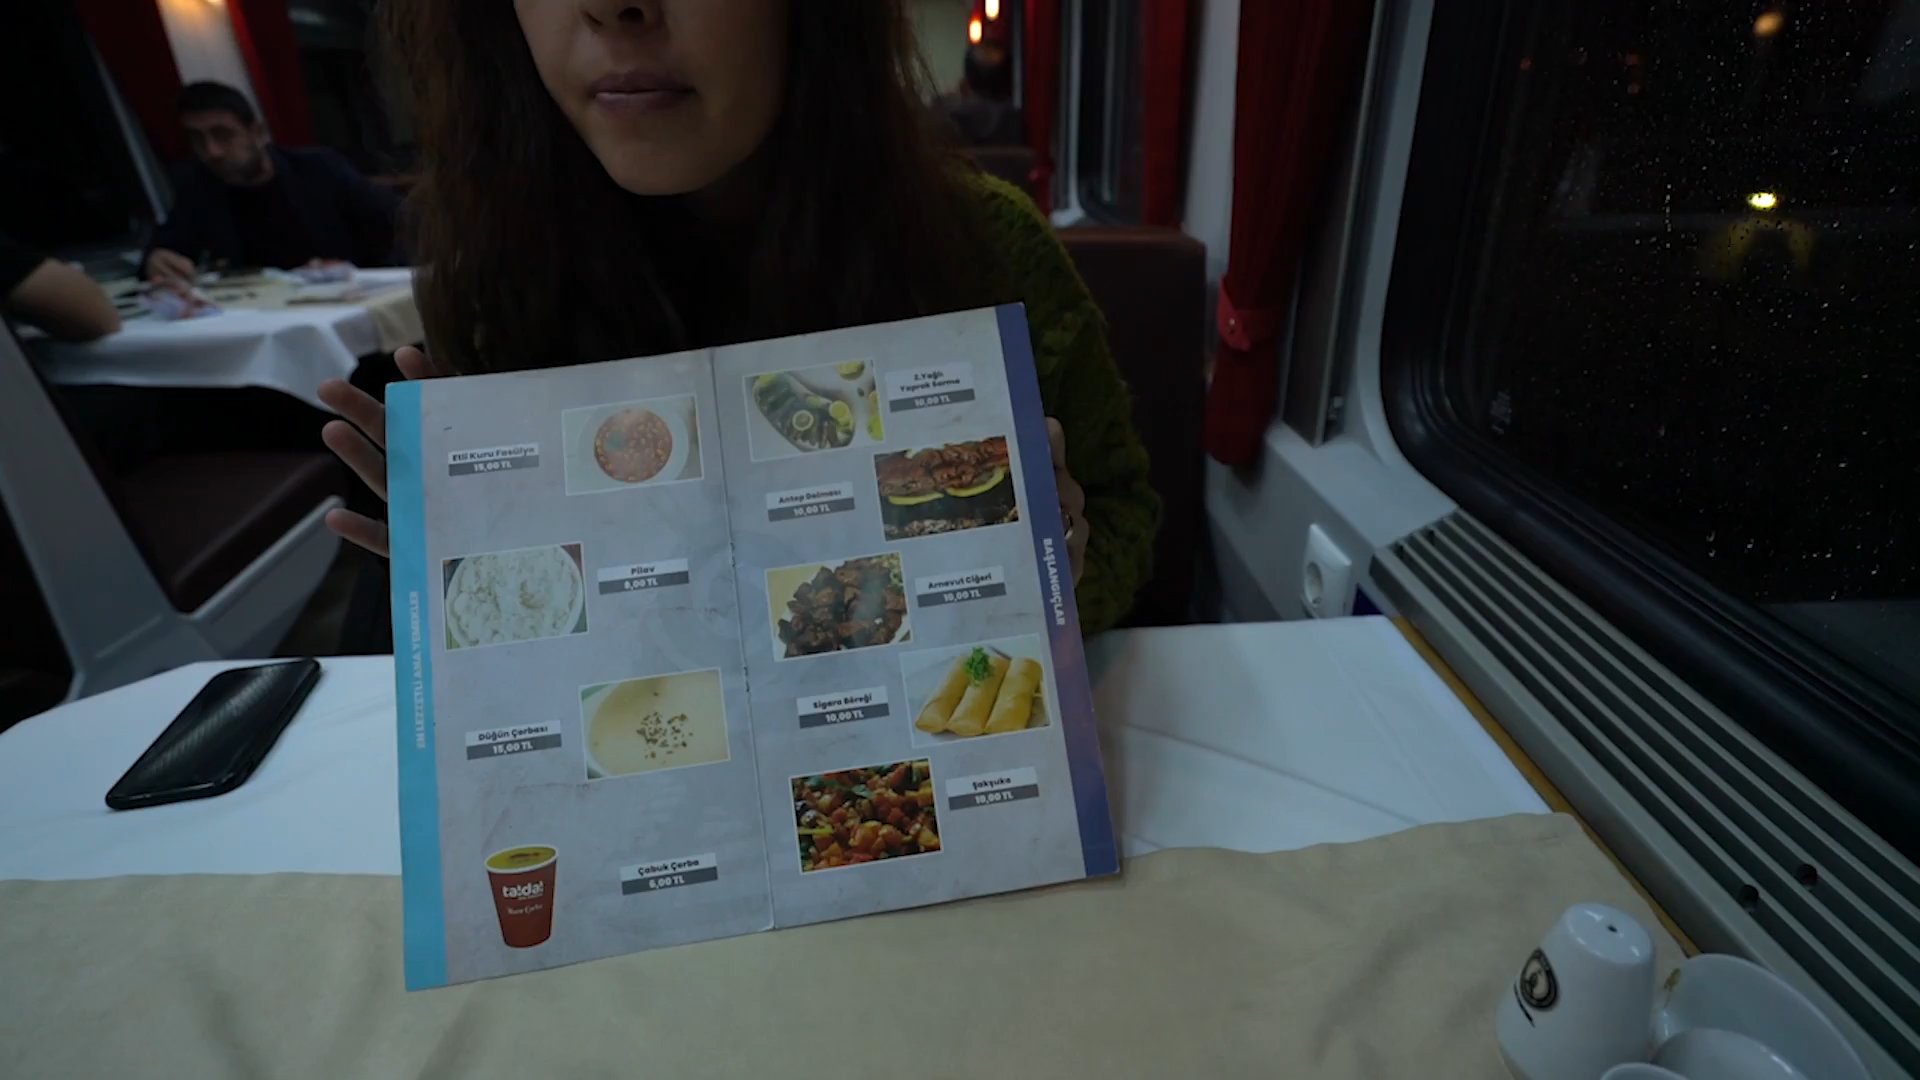 EN LEZZETLİ ANA YEMEKLER
Etli Kuru Fasülye
15,00 TL
Pilav
8,00 TL
Düğün Çorbası
15,00 TL
ta!da!
Çabuk Çorba
6,00 TL
Z.Yağlı
Yaprak Sarma
10,00 TL
Antep Dolması
10,00 TL
Arnavut Ciğeri
10,00 TL
Sigara Böreği
10,00 TL
Şakşuka
10,00 TL
BAŞLANGIÇLAR